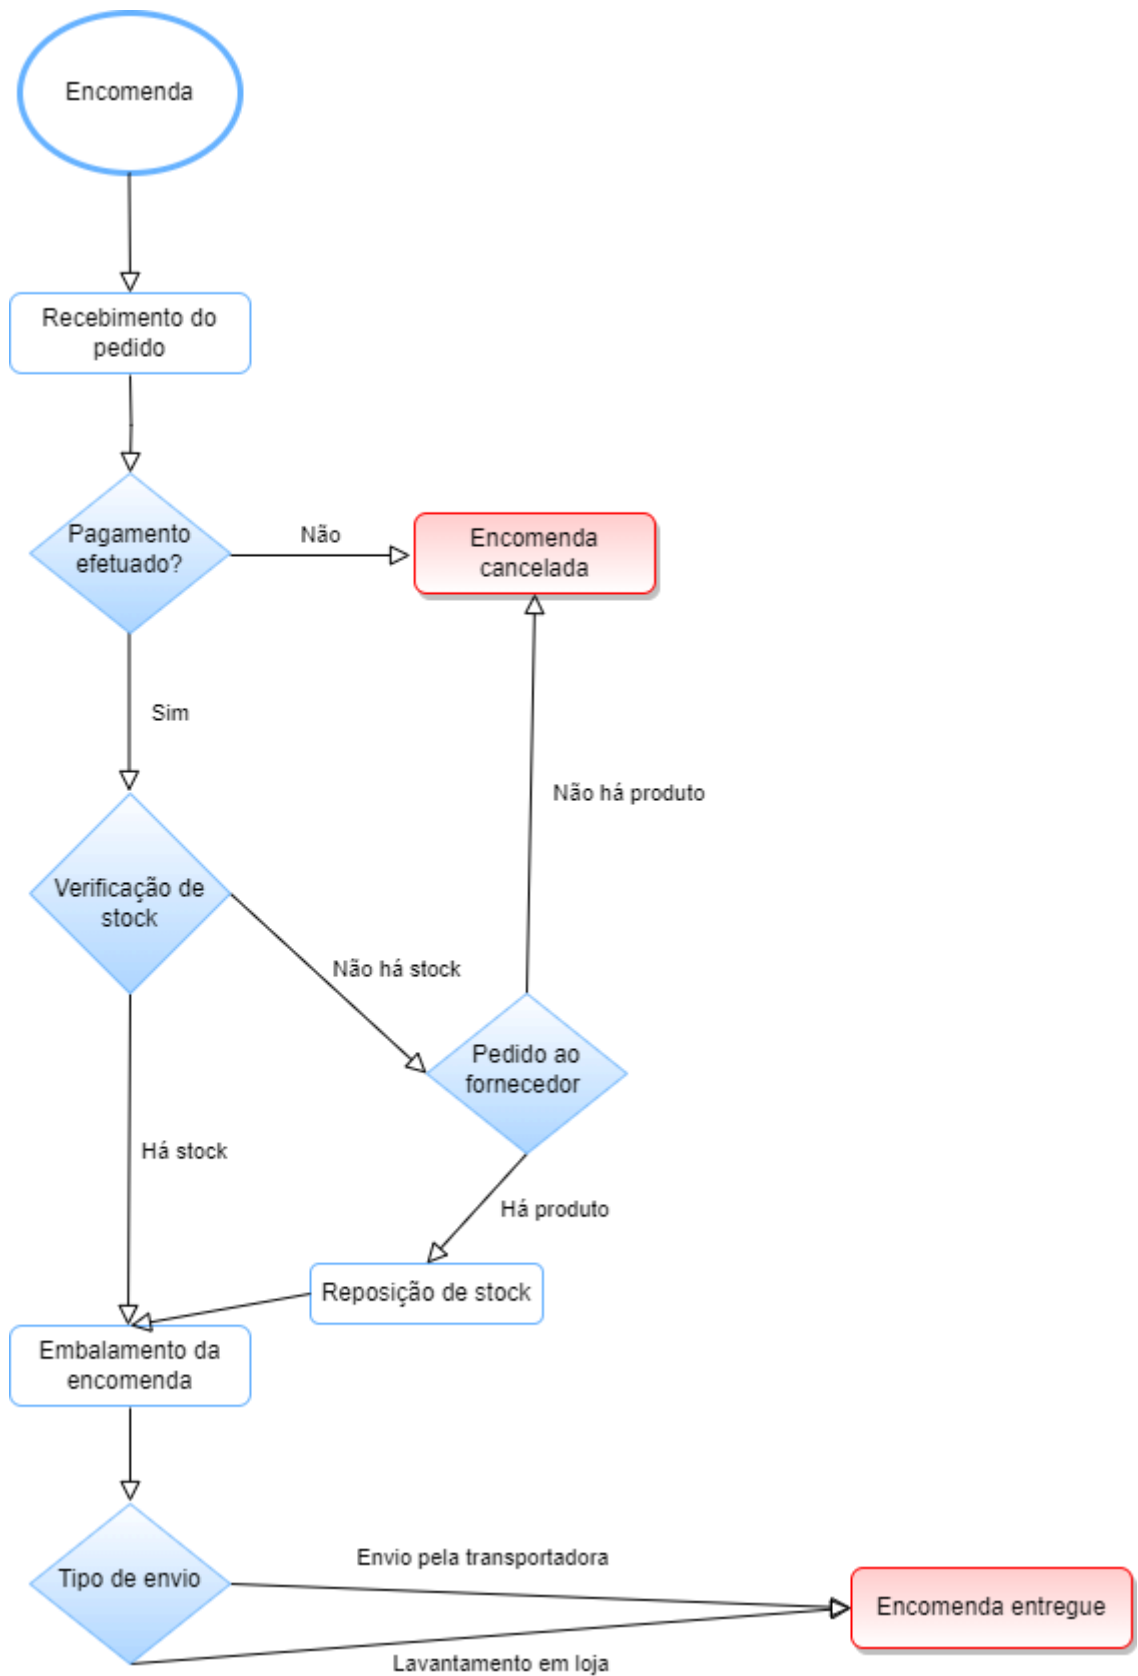 Encomenda
Recebimento do
pedido
Pagamento
efetuado?
Não
Encomenda
cancelada
Sim
Não há produto
Verificação de
stock
Não há stock
Pedido ao
fornecedor
Há stock
Há produto
Reposição de stock
Embalamento da
encomenda
Envio pela transportadora
Tipo de envio
Encomenda entregue
Lavantamento em loja